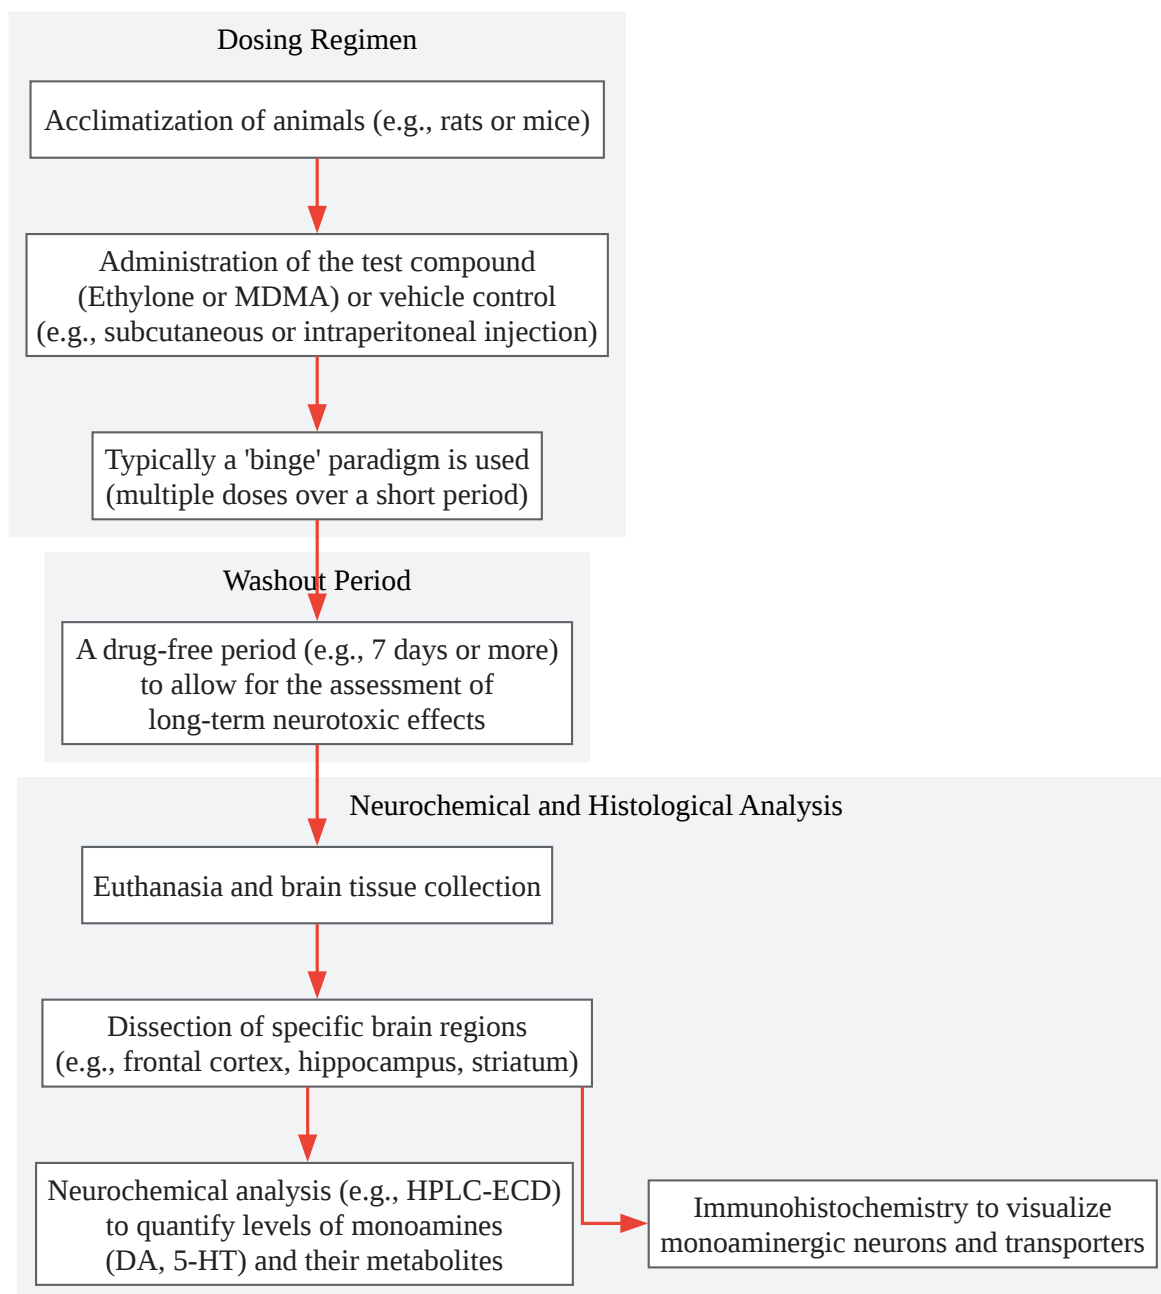 Dosing Regimen
Acclimatization of animals (e.g., rats or mice)
Administration of the test compound
(Ethylone or MDMA) or vehicle control
(e.g., subcutaneous or intraperitoneal injection)
Typically a 'binge' paradigm is used
(multiple doses over a short period)
Washout Period
A drug-free period (e.g., 7 days or more)
to allow for the assessment of
long-term neurotoxic effects
Neurochemical and Histological Analysis
Euthanasia and brain tissue collection
Dissection of specific brain regions
(e.g., frontal cortex, hippocampus, striatum)
Neurochemical analysis (e.g., HPLC-ECD)
to quantify levels of monoamines
(DA, 5-HT) and their metabolites
Immunohistochemistry to visualize
monoaminergic neurons and transporters